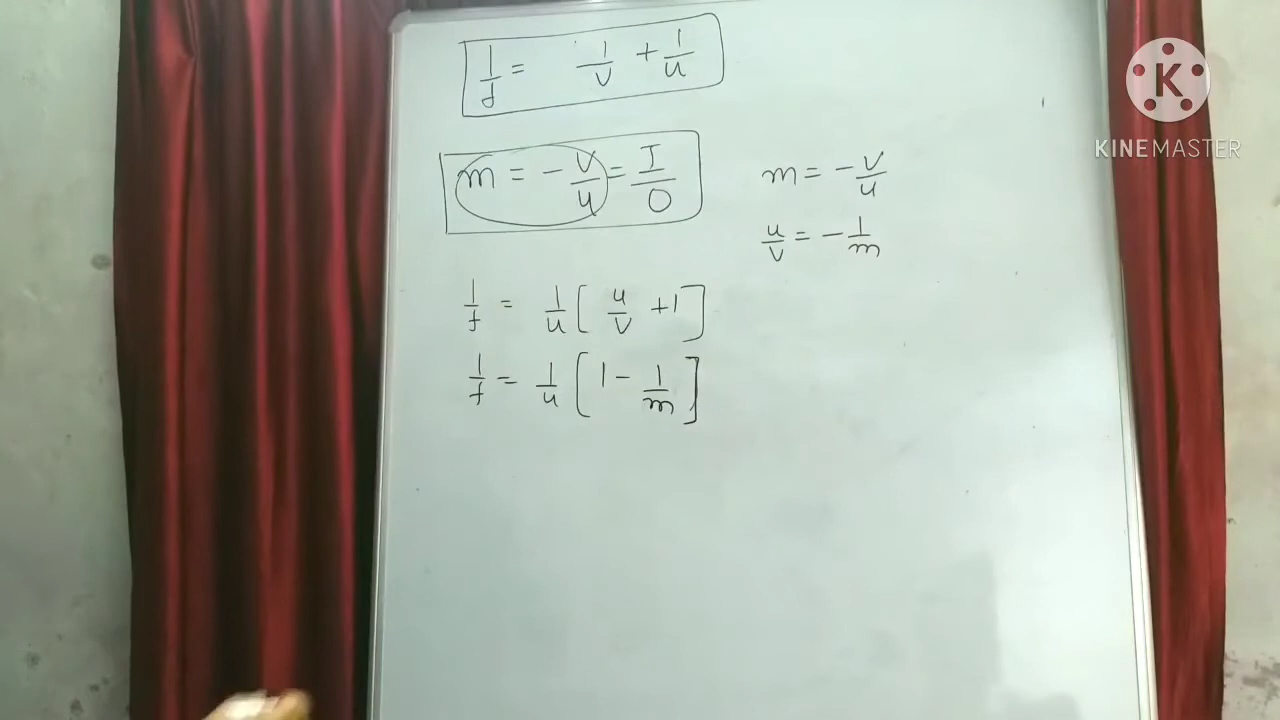 1/f = 1/v + 1/u
m = - v/u = I/O
m = - v/u
u/v = - 1/m
1/f = 1/u [ u/v + 1 ]
1/f = 1/u [ 1 - 1/m ]
K
KINEMASTER